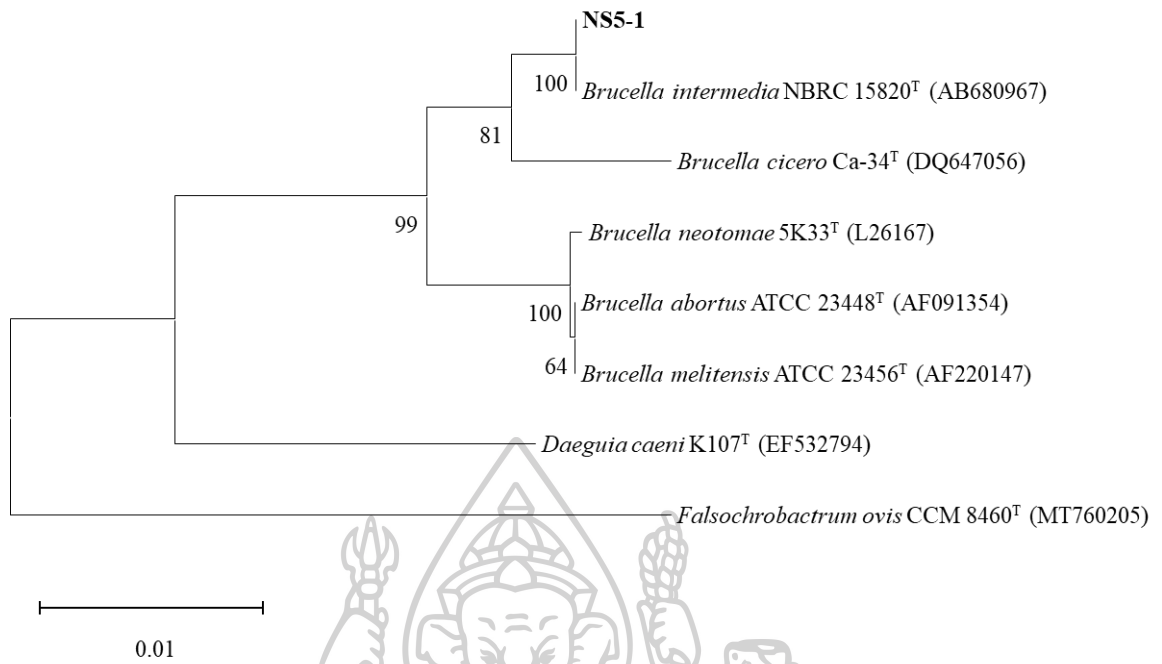 NS5-1
100
Brucella intermedia NBRC 15820ᵀ (AB680967)
81
Brucella cicero Ca-34ᵀ (DQ647056)
99
Brucella neotomae 5K33ᵀ (L26167)
Brucella abortus ATCC 23448ᵀ (AF091354)
100
64
Brucella melitensis ATCC 23456ᵀ (AF220147)
Daeguia caeni K107ᵀ (EF532794)
Falsochrobactrum ovis CCM 8460ᵀ (MT760205)
0.01